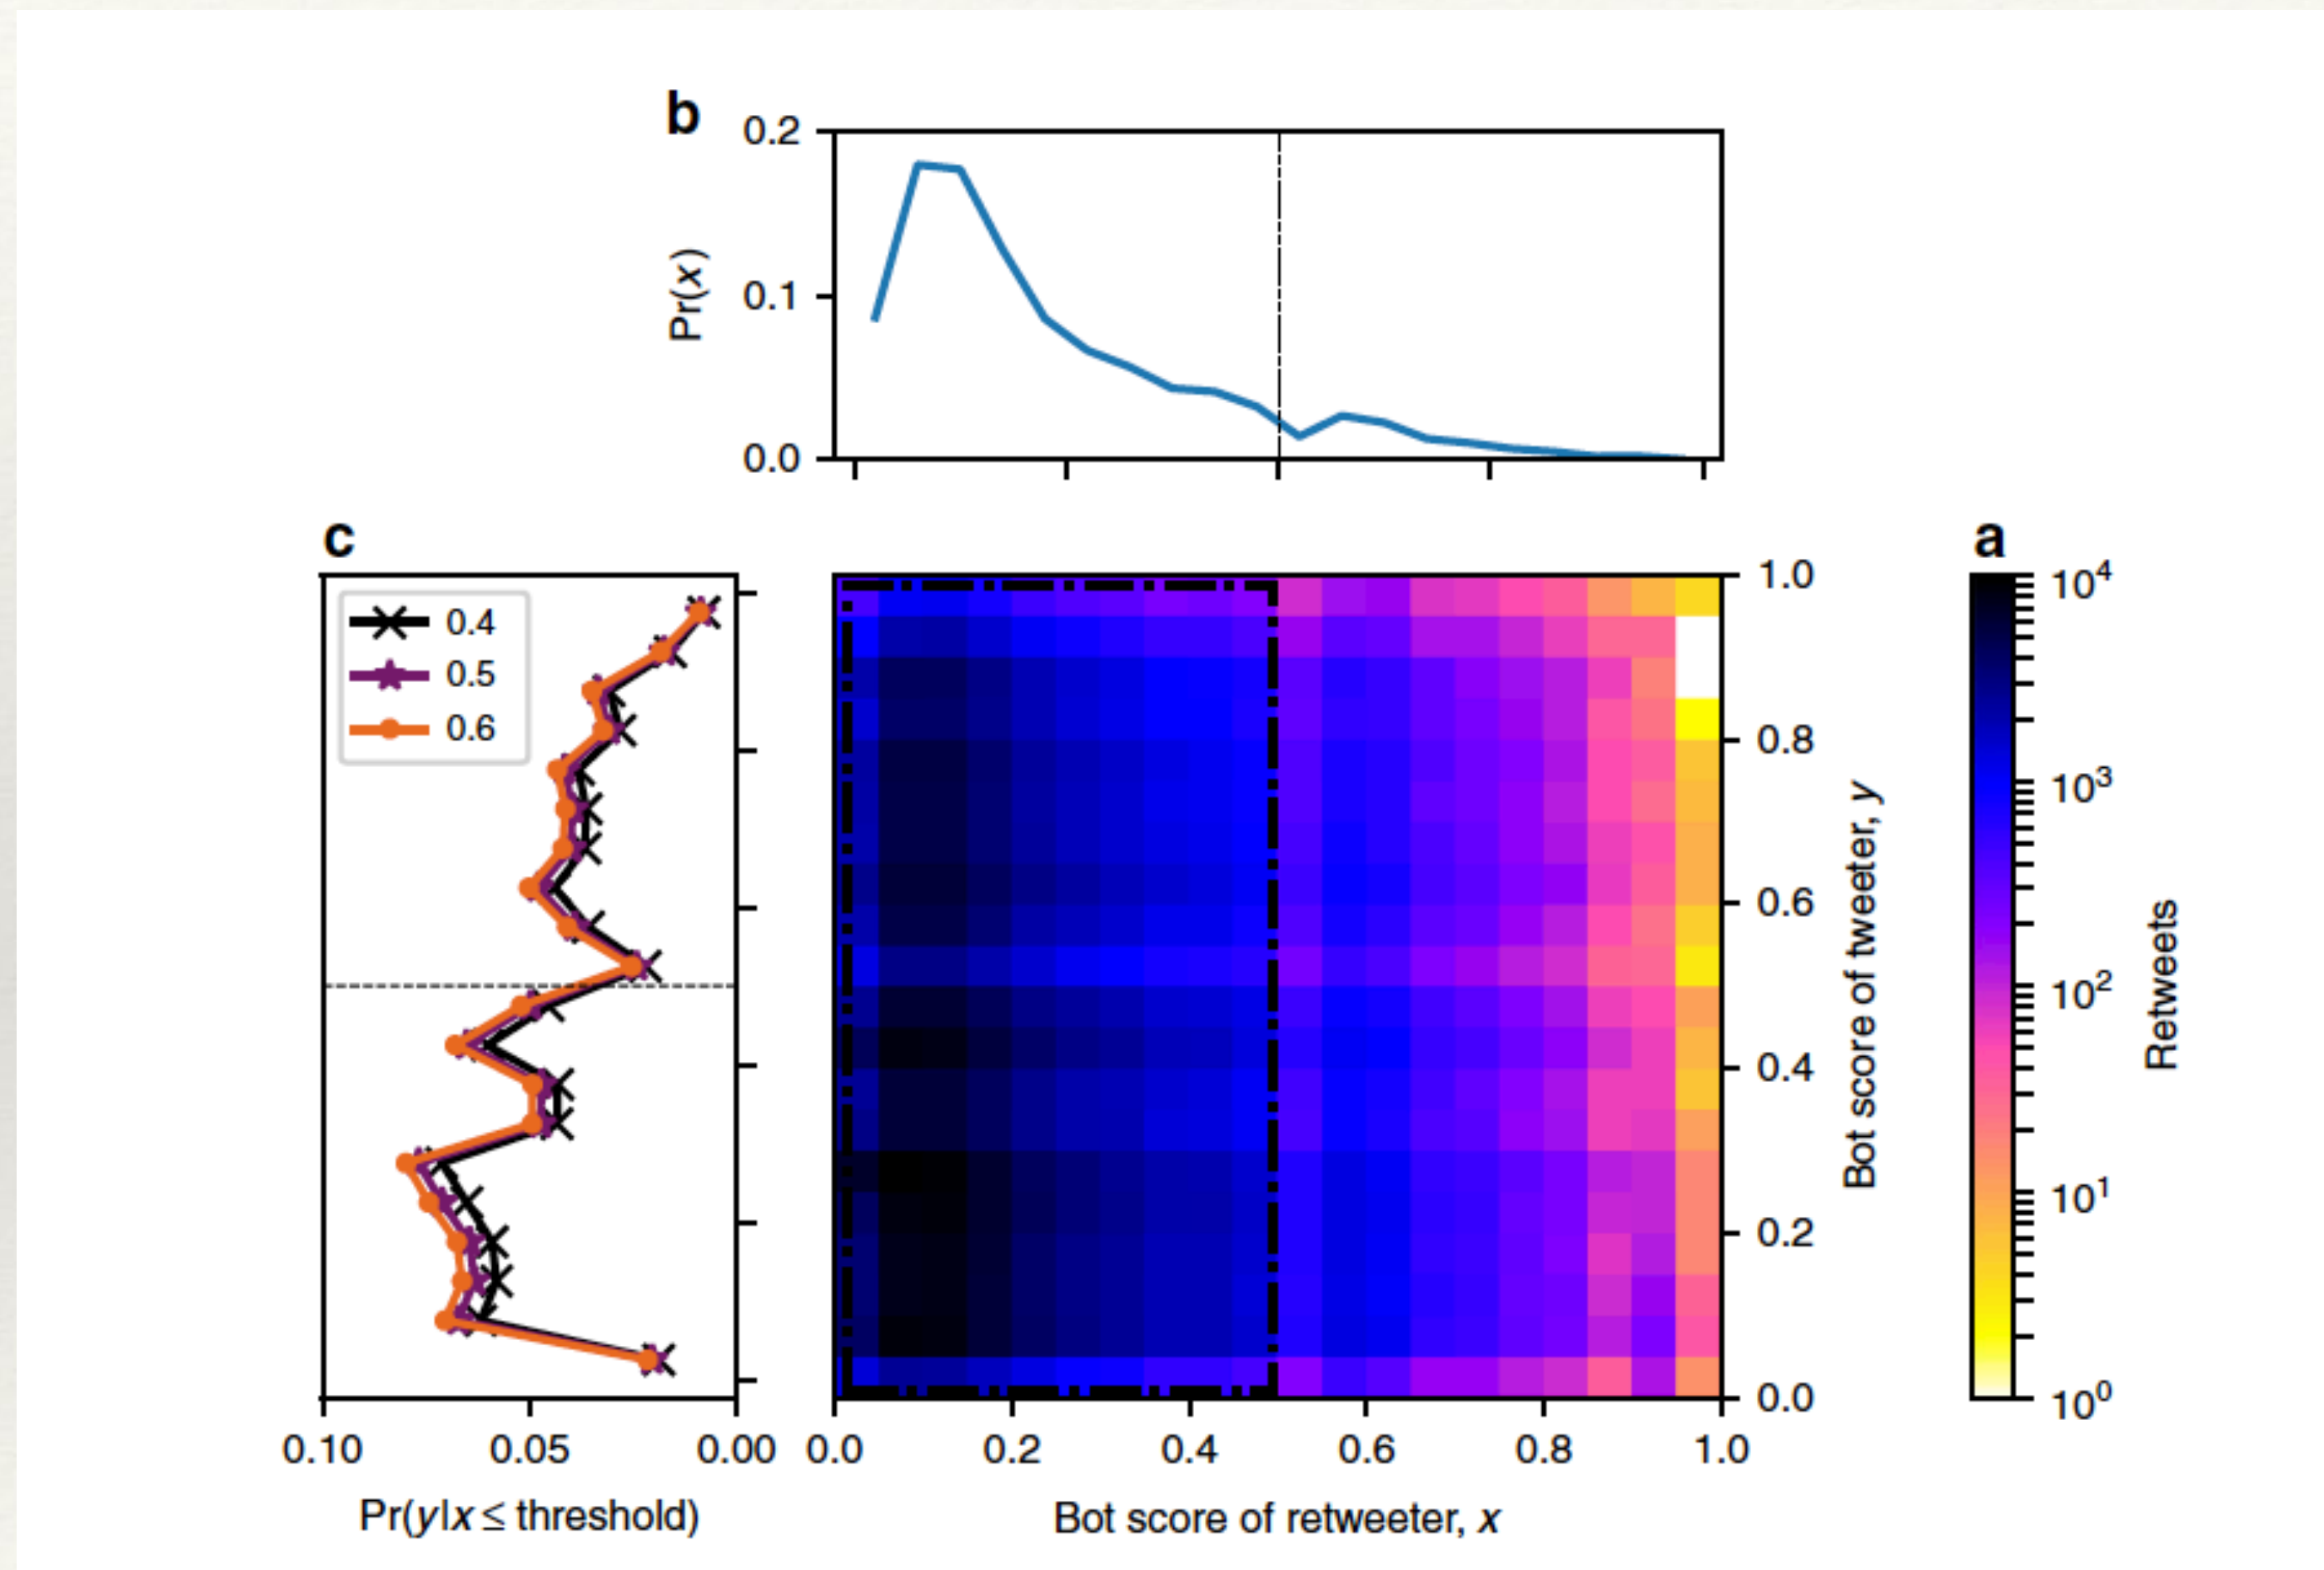 b
0.2
0.1
0.0
Pr(x)
c
0.4
0.5
0.6
0.10 0.05 0.00
Pr(y|x ≤ threshold)
1.0
0.8
0.6
0.4
0.2
0.0
Bot score of tweeter, y
0.0 0.2 0.4 0.6 0.8 1.0
Bot score of retweeter, x
a
10⁴
10³
10²
10¹
10⁰
Retweets